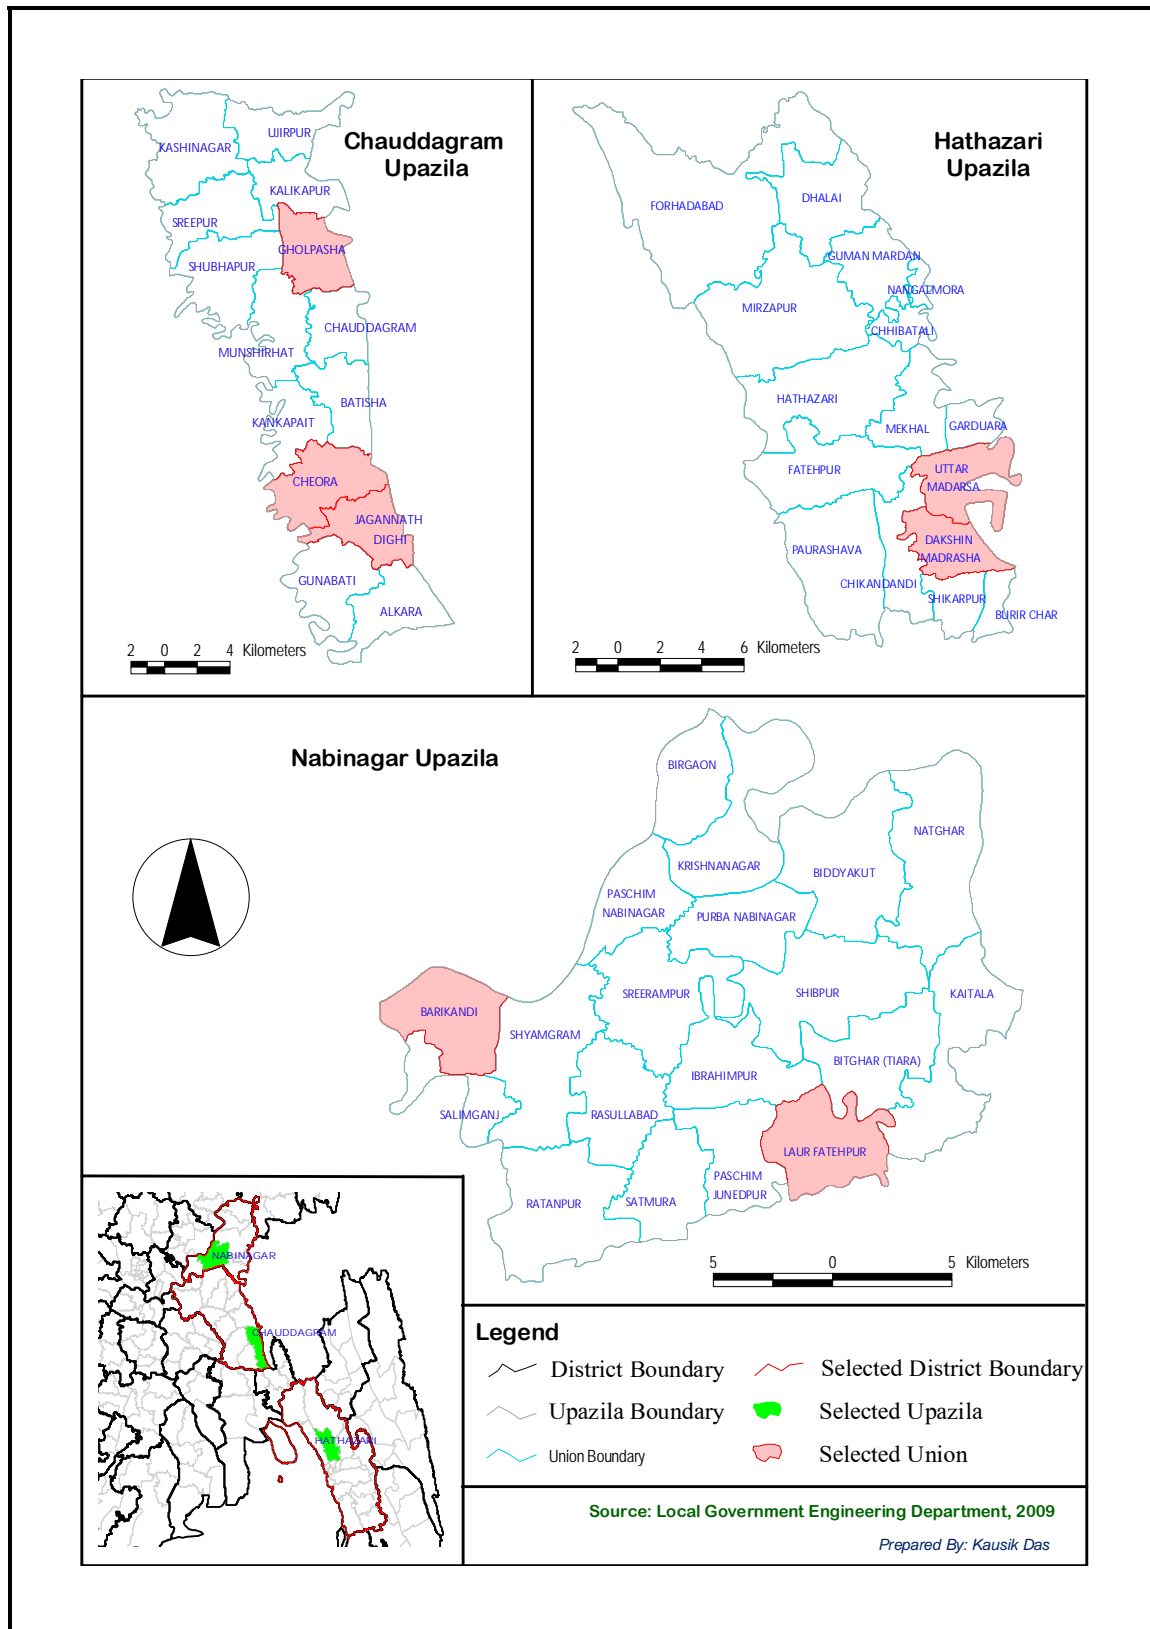 Chauddagram
Upazila
UJIRPUR
KASHINAGAR
KALIKAPUR
SREEPUR
GHOLPASHA
SHUBHAPUR
CHAUDDAGRAM
MUNSHIRHAT
BATISHA
KANKAPAIT
CHEORA
JAGANNATH
DIGHI
GUNABATI
ALKARA
2 0 2 4 Kilometers
Hathazari
Upazila
DHALAI
FORHADABAD
GUMAN MARDAN
NANGALMORA
MIRZAPUR
CHHIBATALI
HATHAZARI
MEKHAL
GARDUARA
FATEHPUR
UTTAR
MADARSA
DAKSHIN
MADRASHA
PAURASHAVA
CHIKANDANDI
SHIKARPUR
BURIR CHAR
2 0 2 4 6 Kilometers
Nabinagar Upazila
BIRGAON
NATGHAR
KRISHNANAGAR
BIDDYAKUT
PASCHIM
NABINAGAR
PURBA NABINAGAR
SREERAMPUR
SHIBPUR
KAITALA
BARIKANDI
SHYAMGRAM
BITGHAR (TIARA)
IBRAHIMPUR
SALIMGANJ
RASULLABAD
LAUR FATEHPUR
PASCHIM
JUNEDPUR
RATANPUR
SATMURA
5 0 5 Kilometers
NABINAGAR
CHAUDDAGRAM
HATHAZARI
Legend
District Boundary
Selected District Boundary
Upazila Boundary
Selected Upazila
Union Boundary
Selected Union
Source: Local Government Engineering Department, 2009
Prepared By: Kausik Das